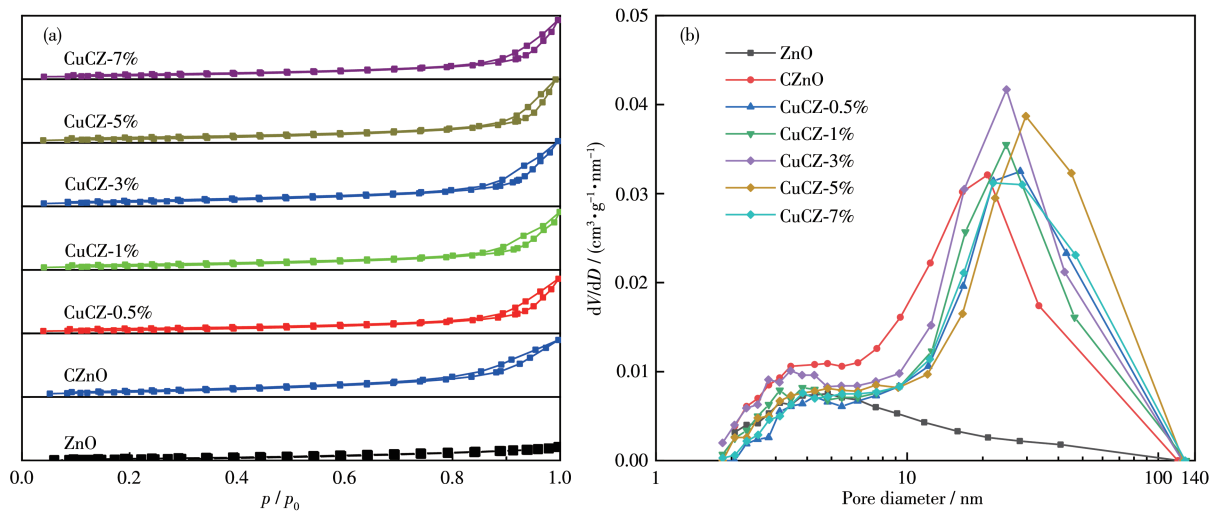 (a)
CuCZ-7%
CuCZ-5%
CuCZ-3%
CuCZ-1%
CuCZ-0.5%
CZnO
ZnO
0.0 0.2 0.4 0.6 0.8 1.0
p / p₀
(b)
ZnO
CZnO
CuCZ-0.5%
CuCZ-1%
CuCZ-3%
CuCZ-5%
CuCZ-7%
0.05
0.04
0.03
0.02
0.01
0.00
dV/dD / (cm³•g⁻¹•nm⁻¹)
1 10 100 140
Pore diameter / nm